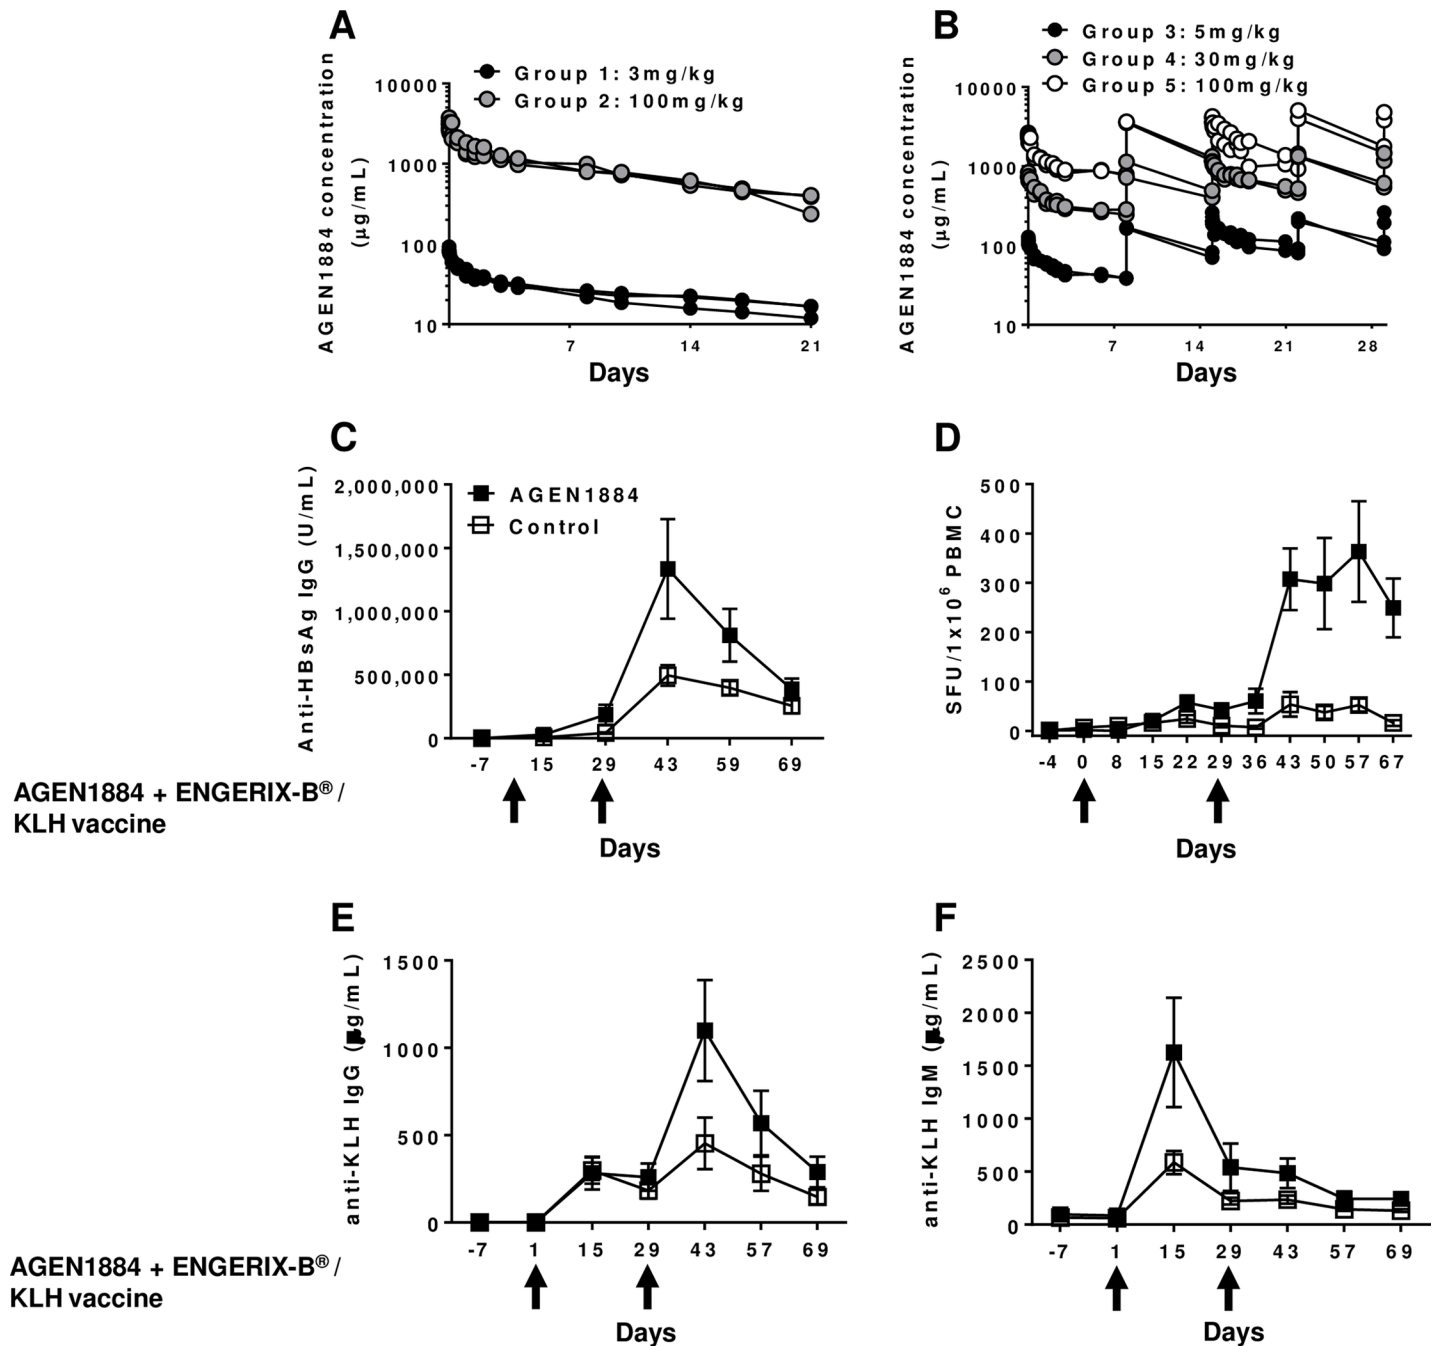 A
Group 1: 3mg/kg
Group 2: 100mg/kg
AGEN1884 concentration
(µg/mL)
10000
1000
100
10
7
14
21
Days
B
Group 3: 5mg/kg
Group 4: 30mg/kg
Group 5: 100mg/kg
AGEN1884 concentration
(µg/mL)
10000
1000
100
10
7
14
21
28
Days
C
AGEN1884
Control
Anti-HBsAg IgG (U/mL)
2,000,000
1,500,000
1,000,000
500,000
0
-7
15
29
43
59
69
Days
AGEN1884 + ENGERIX-B® /
KLH vaccine
D
SFU/1x10⁶ PBMC
500
400
300
200
100
0
-4
0
8
15
22
29
36
43
50
57
67
Days
E
anti-KLH IgG (µg/mL)
1500
1000
500
0
-7
1
15
29
43
57
69
Days
AGEN1884 + ENGERIX-B® /
KLH vaccine
F
anti-KLH IgM (µg/mL)
2500
2000
1500
1000
500
0
-7
1
15
29
43
57
69
Days